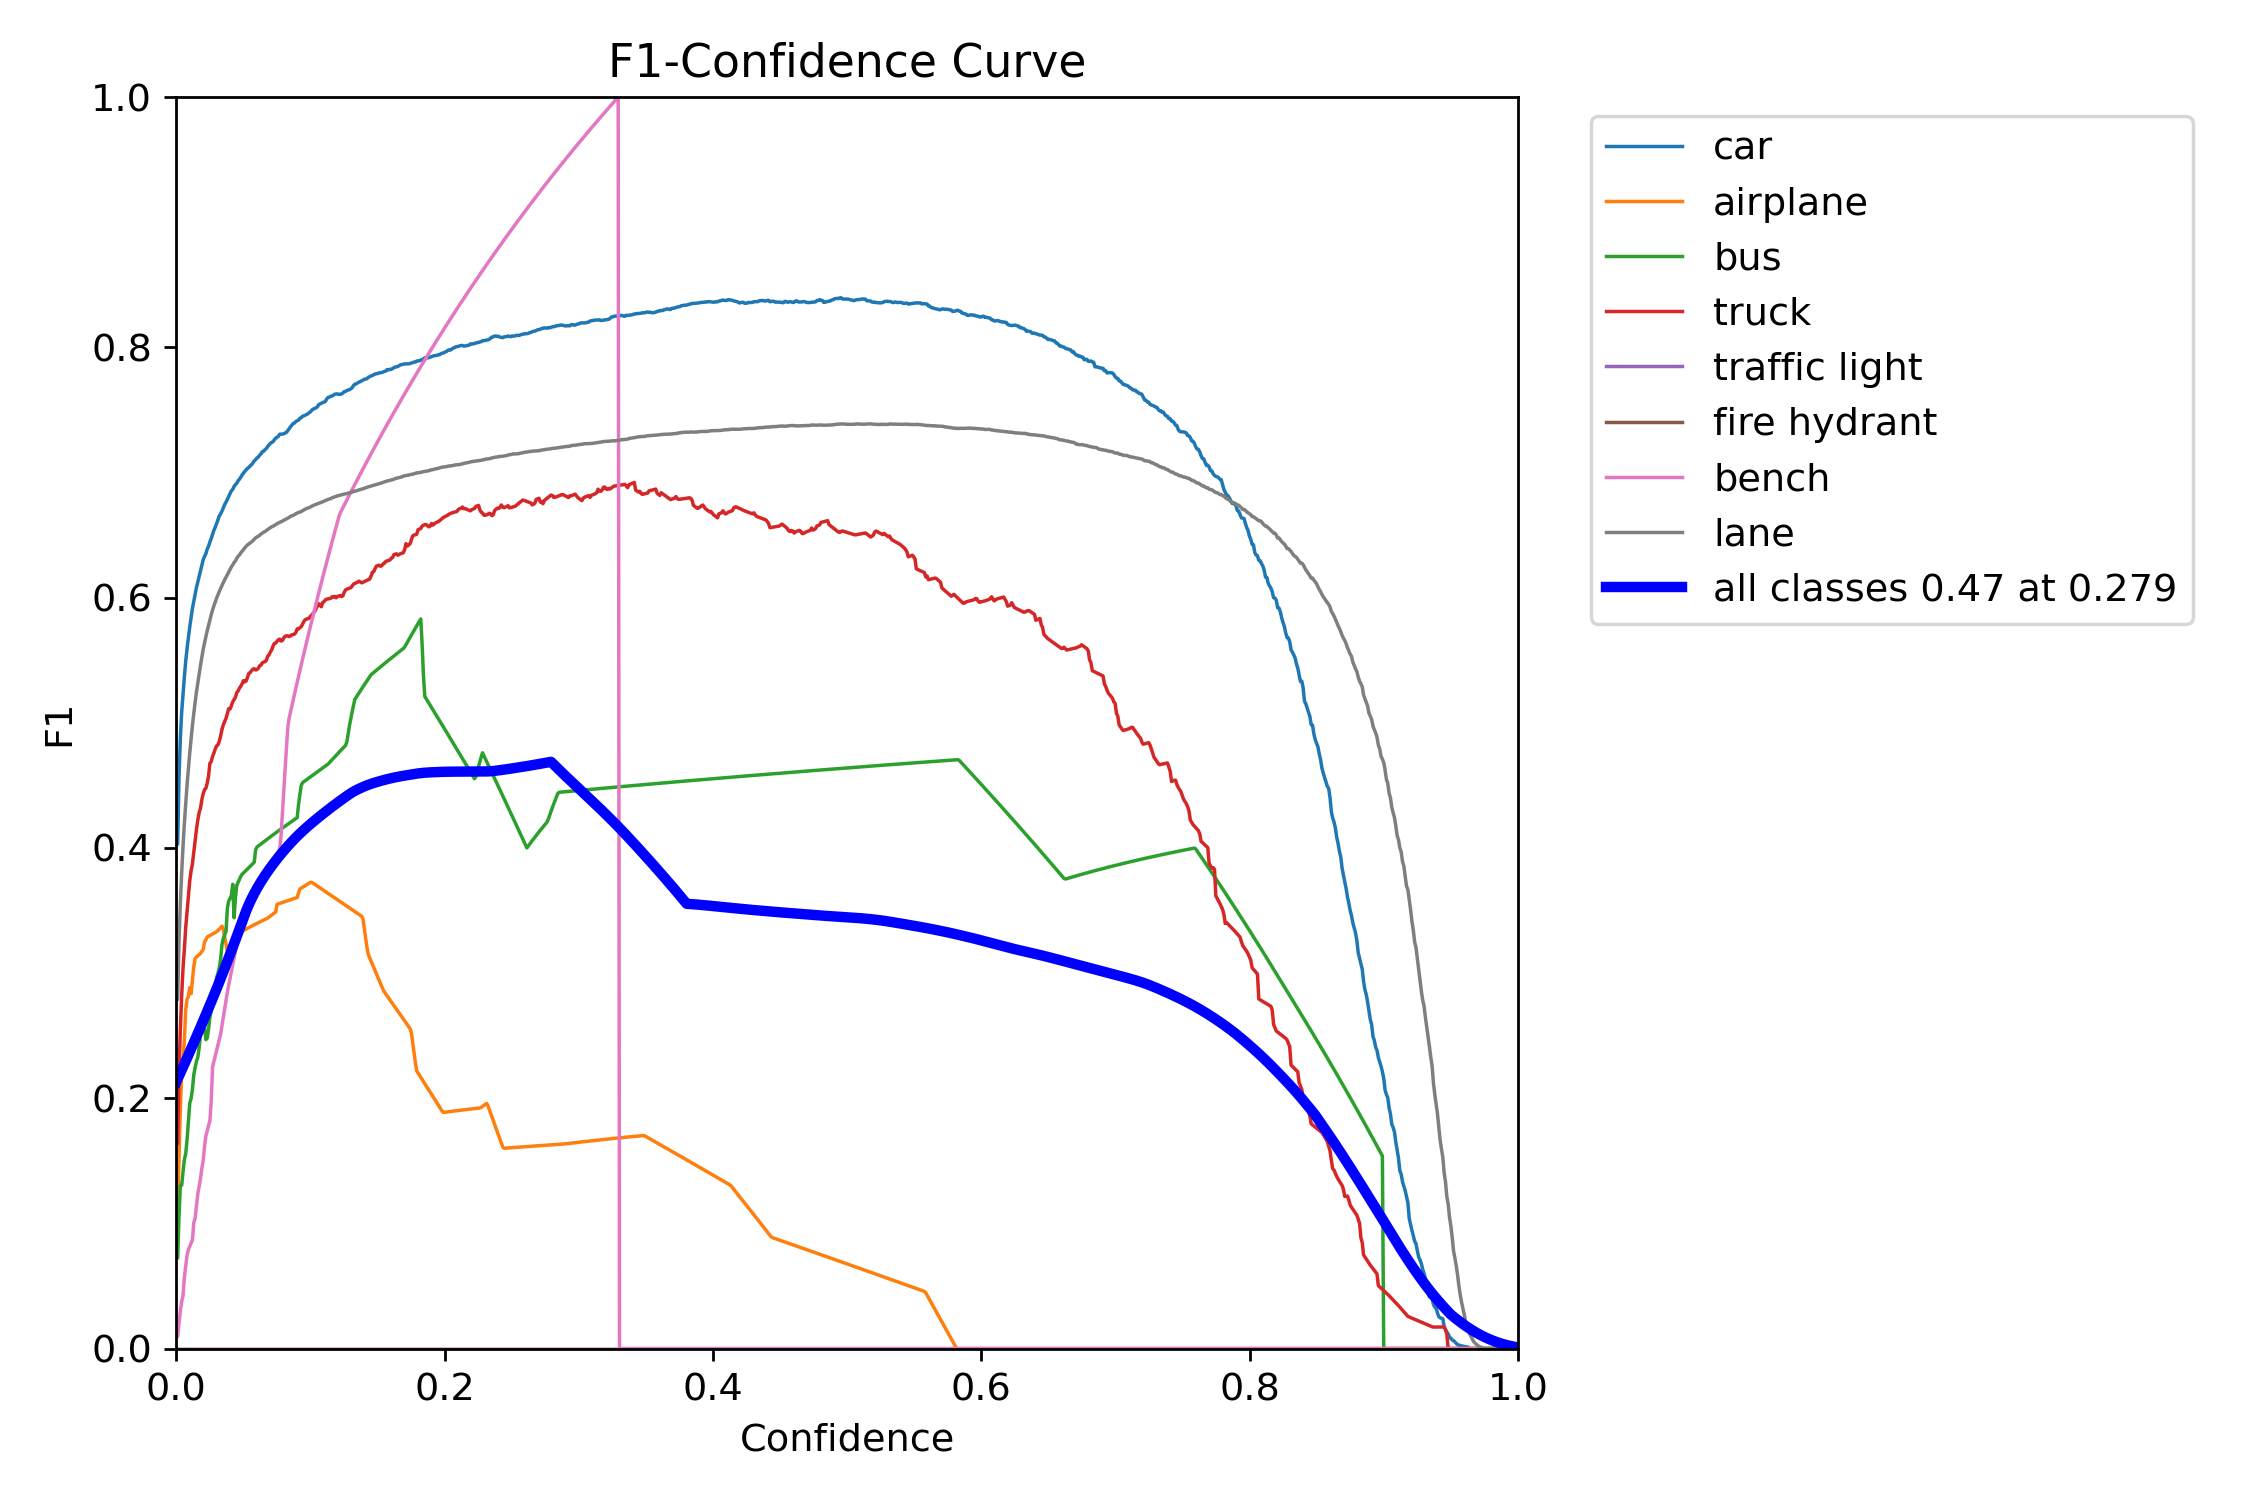 F1-Confidence Curve
1.0
0.8
0.6
0.4
0.2
0.0
F1
0.0 0.2 0.4 0.6 0.8 1.0
Confidence
car
airplane
bus
truck
traffic light
fire hydrant
bench
lane
all classes 0.47 at 0.279